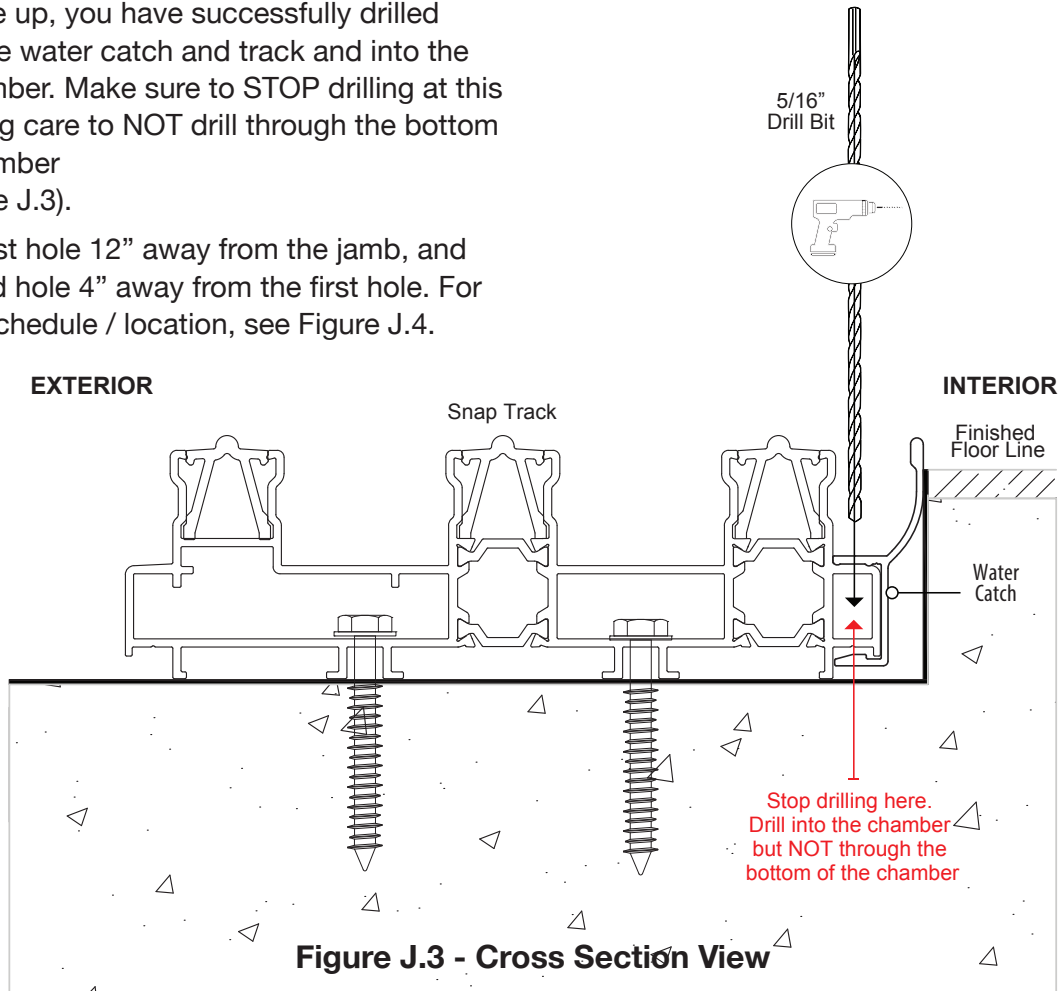 e up, you have successfully drilled
e water catch and track and into the
nber. Make sure to STOP drilling at this
g care to NOT drill through the bottom
mber
e J.3).
st hole 12” away from the jamb, and
d hole 4” away from the first hole. For
schedule / location, see Figure J.4.
5/16”
Drill Bit
EXTERIOR
INTERIOR
Snap Track
Finished
Floor Line
Water
Catch
Stop drilling here.
Drill into the chamber
but NOT through the
bottom of the chamber
Figure J.3 - Cross Section View